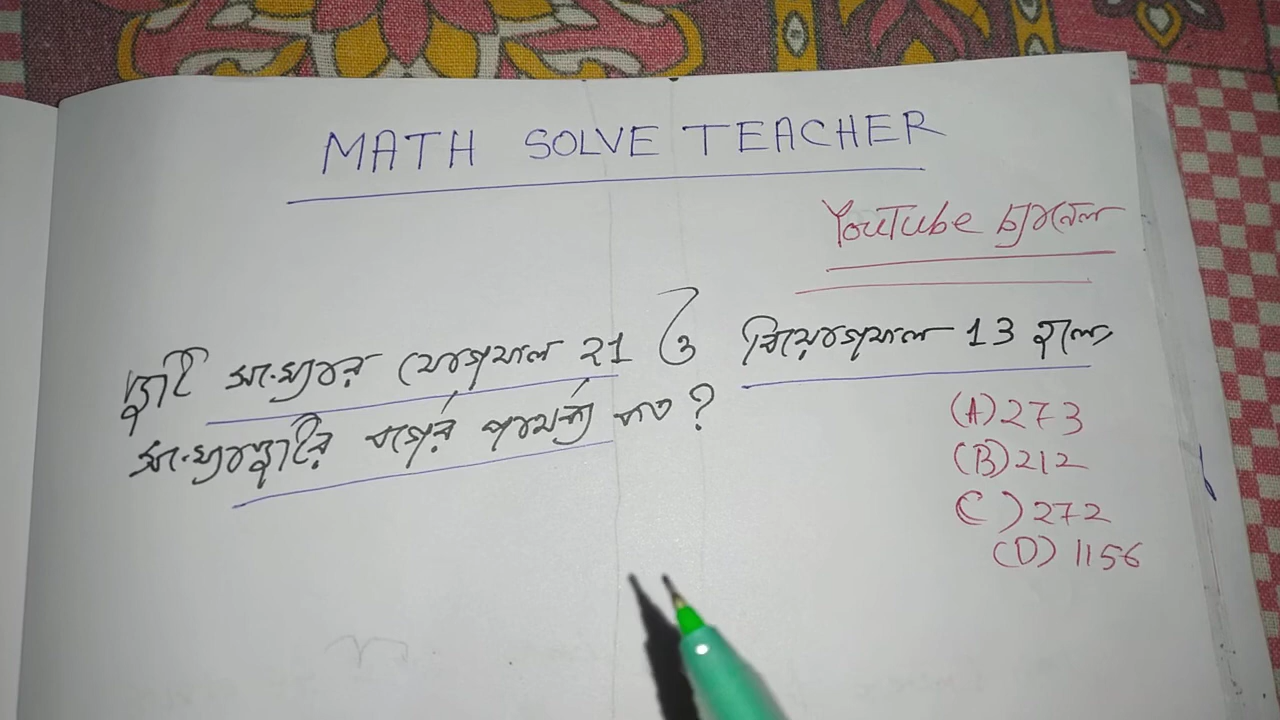 MATH SOLVE TEACHER
YouTube চ্যানেল
দুটি সংখ্যার যোগফল 21 ও বিয়োগফল 13 হলে,
সংখ্যাদুটির বর্গের পার্থক্য কত?
(A) 273
(B) 212
(C) 272
(D) 1156